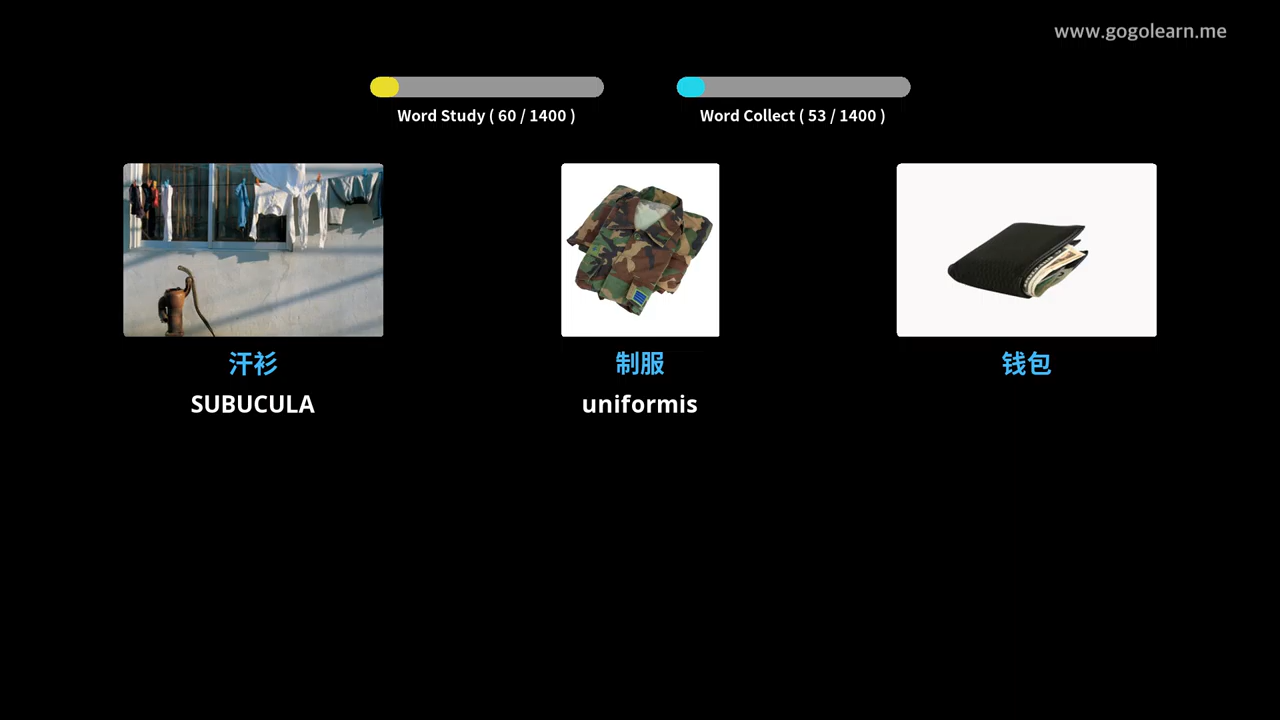 www.gogolearn.me
Word Study ( 60 / 1400 )
Word Collect ( 53 / 1400 )
汗衫
制服
钱包
SUBUCULA
uniformis